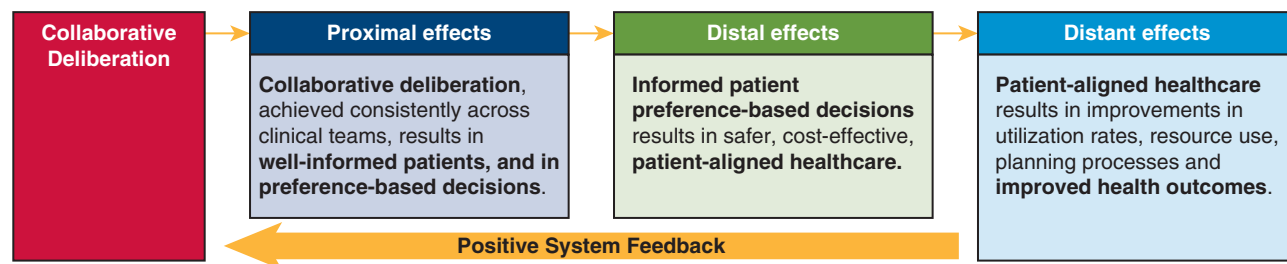 Collaborative
Deliberation
Proximal effects
Collaborative deliberation,
achieved consistently across
clinical teams, results in
well-informed patients, and in
preference-based decisions.
Distal effects
Informed patient
preference-based decisions
results in safer, cost-effective,
patient-aligned healthcare.
Distant effects
Patient-aligned healthcare
results in improvements in
utilization rates, resource use,
planning processes and
improved health outcomes.
Positive System Feedback